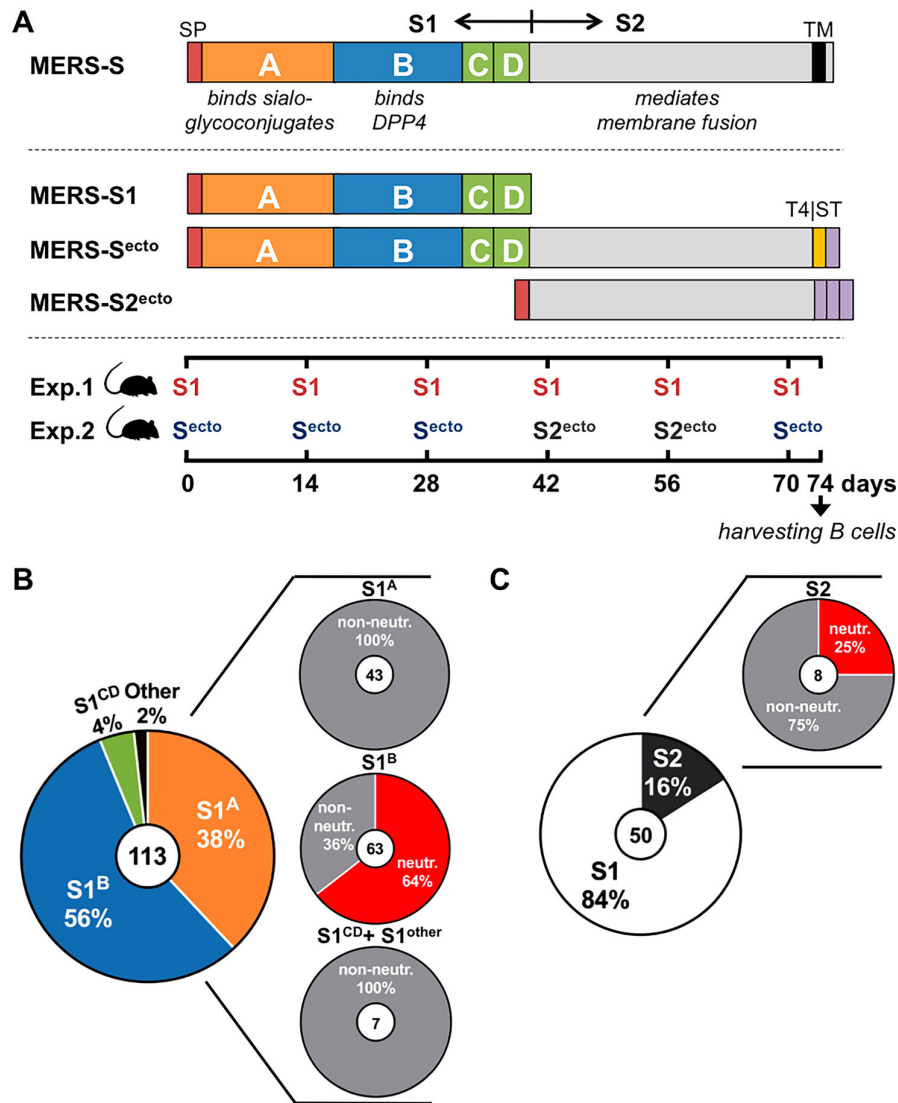 A
S1 S2
SP TM
MERS-S A B C D
binds sialo-
glycoconjugates
binds
DPP4
mediates
membrane fusion
MERS-S1 A B C D
T4|ST
MERS-Sᵉᶜᵗᵒ A B C D
MERS-S2ᵉᶜᵗᵒ
Exp.1 S1 S1 S1 S1 S1 S1
Exp.2 Sᵉᶜᵗᵒ Sᵉᶜᵗᵒ Sᵉᶜᵗᵒ S2ᵉᶜᵗᵒ S2ᵉᶜᵗᵒ Sᵉᶜᵗᵒ
0 14 28 42 56 70 74 days
harvesting B cells
B
S1ᶜᴰ Other
4% 2%
S1ᴬ
38%
113
S1ᴮ
56%
S1ᴬ
non-neutr.
100%
43
S1ᴮ
non-
neutr.
36%
63
neutr.
64%
S1ᶜᴰ+ S1ᵒᵗʰᵉʳ
non-neutr.
100%
7
C
S2
neutr.
25%
8
non-neutr.
75%
S2
16%
50
S1
84%